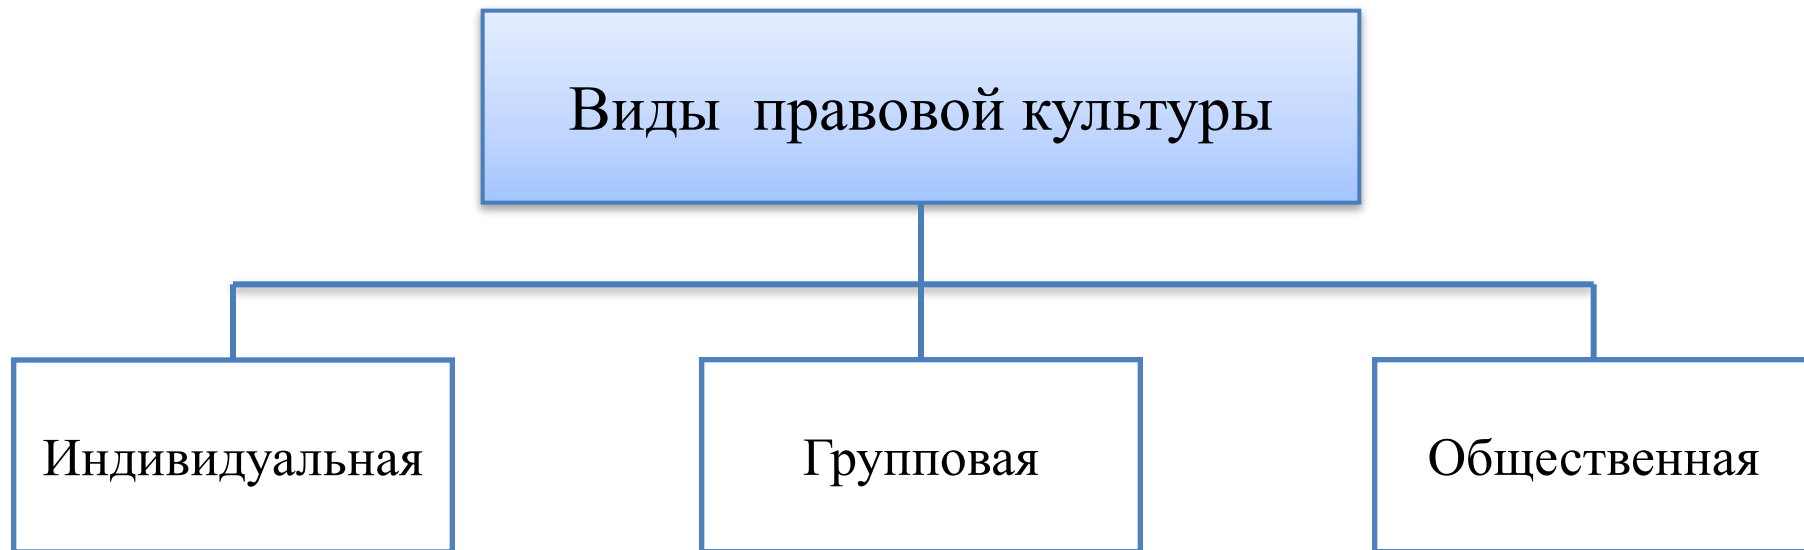 Виды  правовой культуры
Индивидуальная
Групповая
Общественная